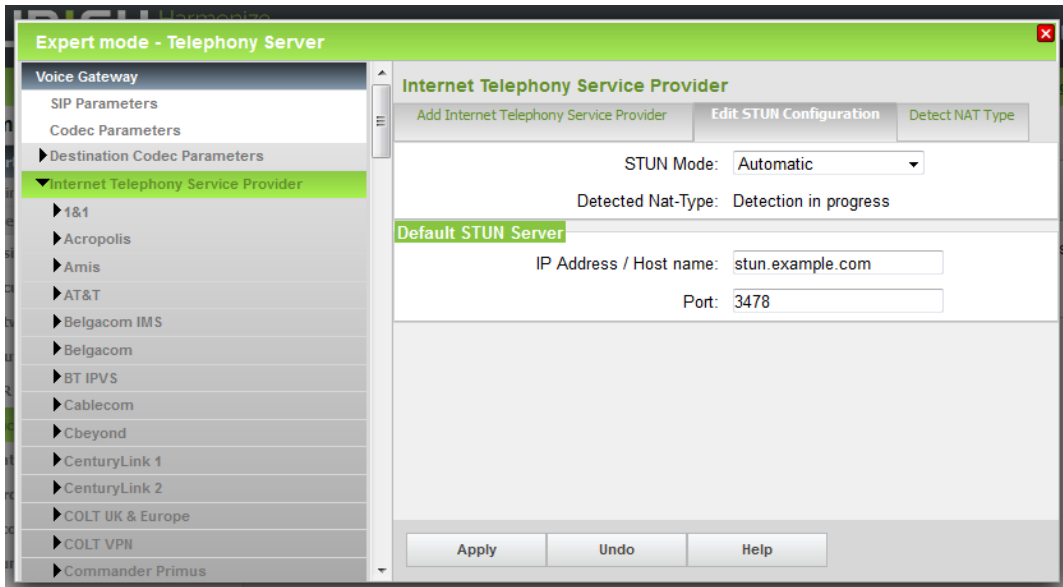 Harmonize
Expert mode - Telephony Server
Voice Gateway
SIP Parameters
Codec Parameters
Destination Codec Parameters
Internet Telephony Service Provider
1&1
Acropolis
Amis
AT&T
Belgacom IMS
Belgacom
BT IPVS
Cablecom
Cbeyond
CenturyLink 1
CenturyLink 2
COLT UK & Europe
COLT VPN
Commander Primus
Internet Telephony Service Provider
Add Internet Telephony Service Provider Edit STUN Configuration Detect NAT Type
STUN Mode: Automatic
Detected Nat-Type: Detection in progress
Default STUN Server
IP Address / Host name: stun.example.com
Port: 3478
Apply Undo Help